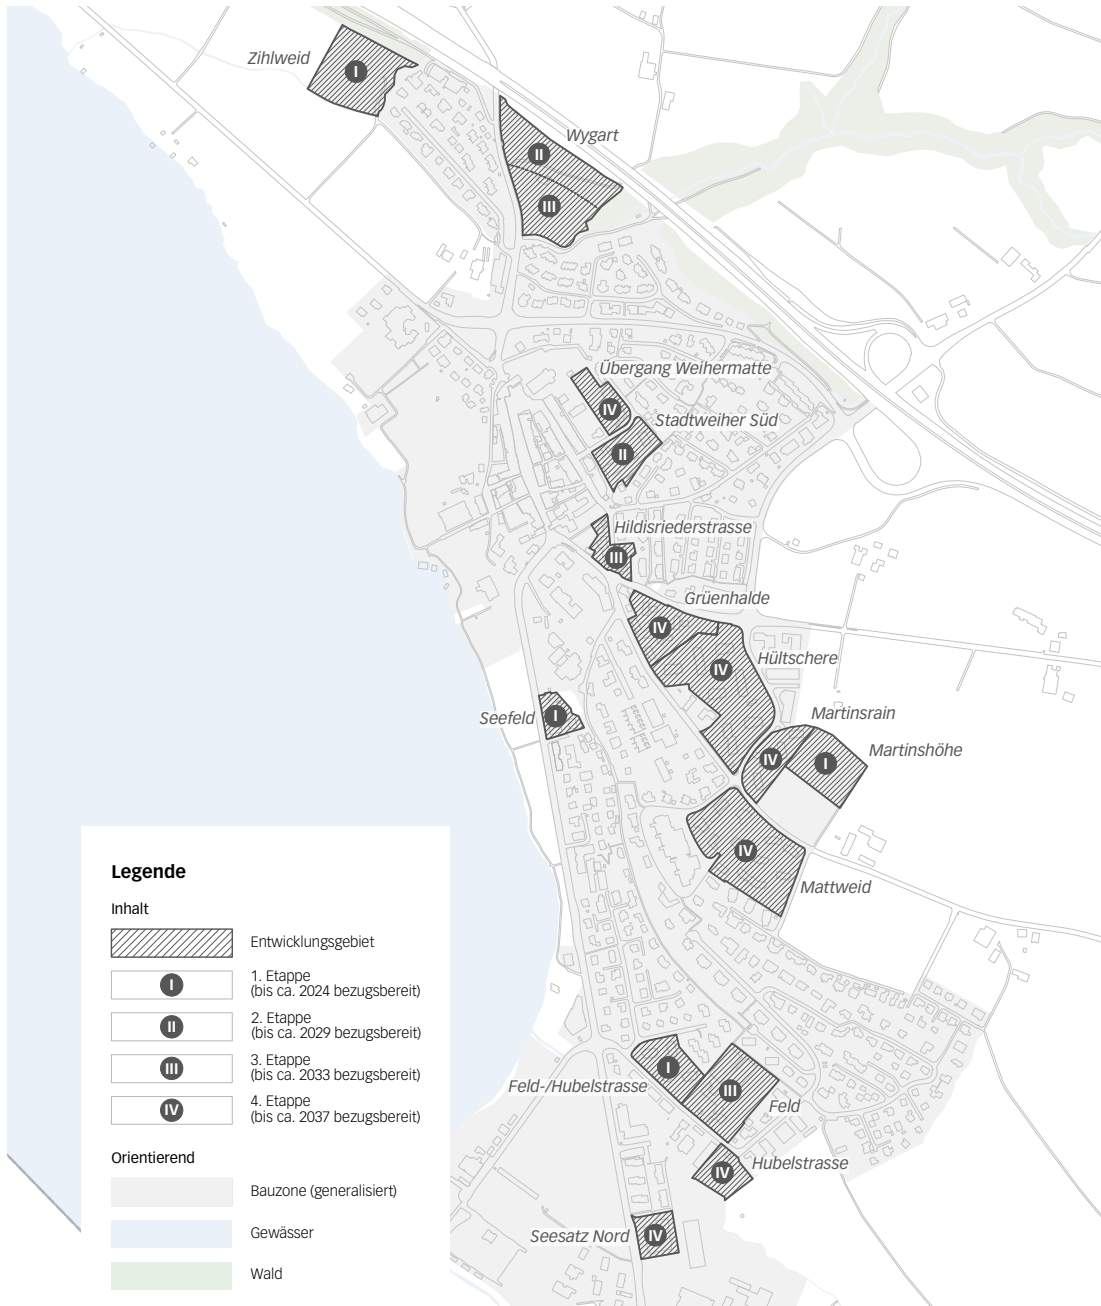 Zihlweid
I
Wygart
II
III
Übergang Weihermatte
IV
Stadtweiher Süd
II
Hildisriederstrasse
III
Grüenhalde
IV
Hültschere
IV
Seefeld
I
Martinsrain
IV
Martinshöhe
I
IV
Mattweid
Legende
Inhalt
Entwicklungsgebiet
I
1. Etappe
(bis ca. 2024 bezugsbereit)
II
2. Etappe
(bis ca. 2029 bezugsbereit)
III
3. Etappe
(bis ca. 2033 bezugsbereit)
IV
4. Etappe
(bis ca. 2037 bezugsbereit)
Orientierend
Bauzone (generalisiert)
Gewässer
Wald
I
Feld-/Hubelstrasse
III
Feld
Hubelstrasse
IV
Seesatz Nord
IV